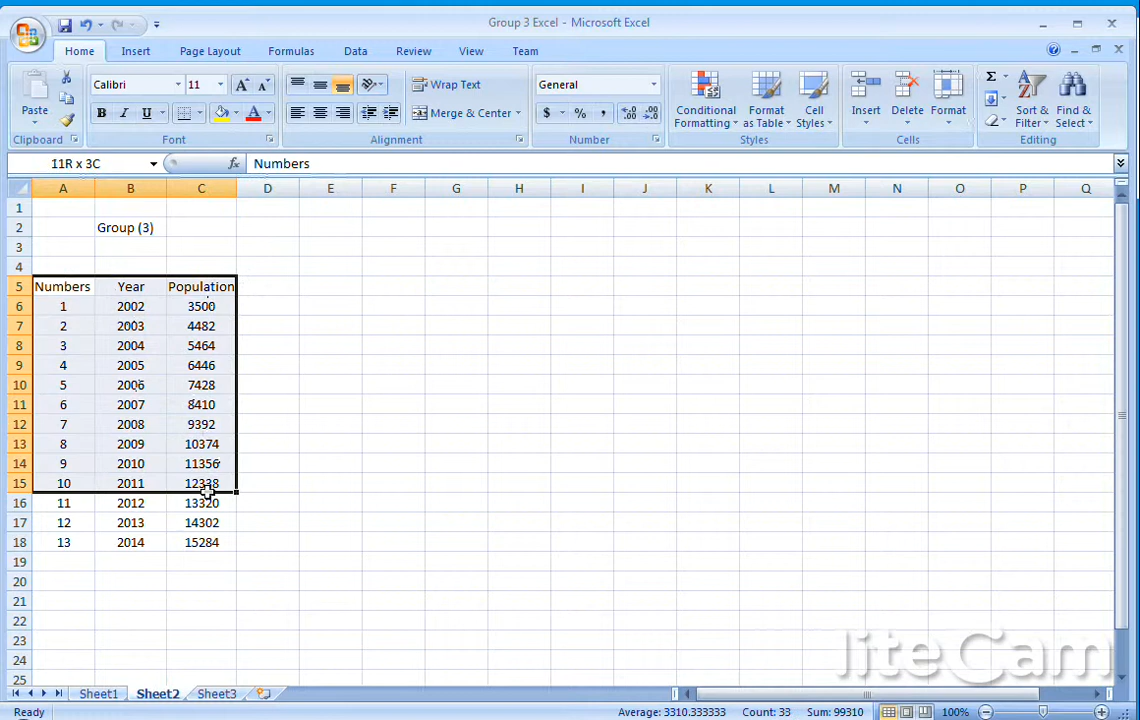 Group 3 Excel - Microsoft Excel
Home Insert Page Layout Formulas Data Review View Team
Paste
Clipboard
Calibri 11
B I U
Font
Wrap Text
Merge & Center
Alignment
General
$ % ,
Number
Conditional Formatting
Format as Table
Cell Styles
Styles
Insert
Delete
Format
Cells
Sort & Filter
Find & Select
Editing
11R x 3C fx Numbers
A B C D E F G H I J K L M N O P Q
1
2 Group (3)
3
4
5 Numbers Year Population
6 1 2002 3500
7 2 2003 4482
8 3 2004 5464
9 4 2005 6446
10 5 2006 7428
11 6 2007 8410
12 7 2008 9392
13 8 2009 10374
14 9 2010 11356
15 10 2011 12338
16 11 2012 13320
17 12 2013 14302
18 13 2014 15284
19
20
21
22
23
24
25
liteCam
Sheet1 Sheet2 Sheet3
Ready Average: 3310.333333 Count: 33 Sum: 99310 100%